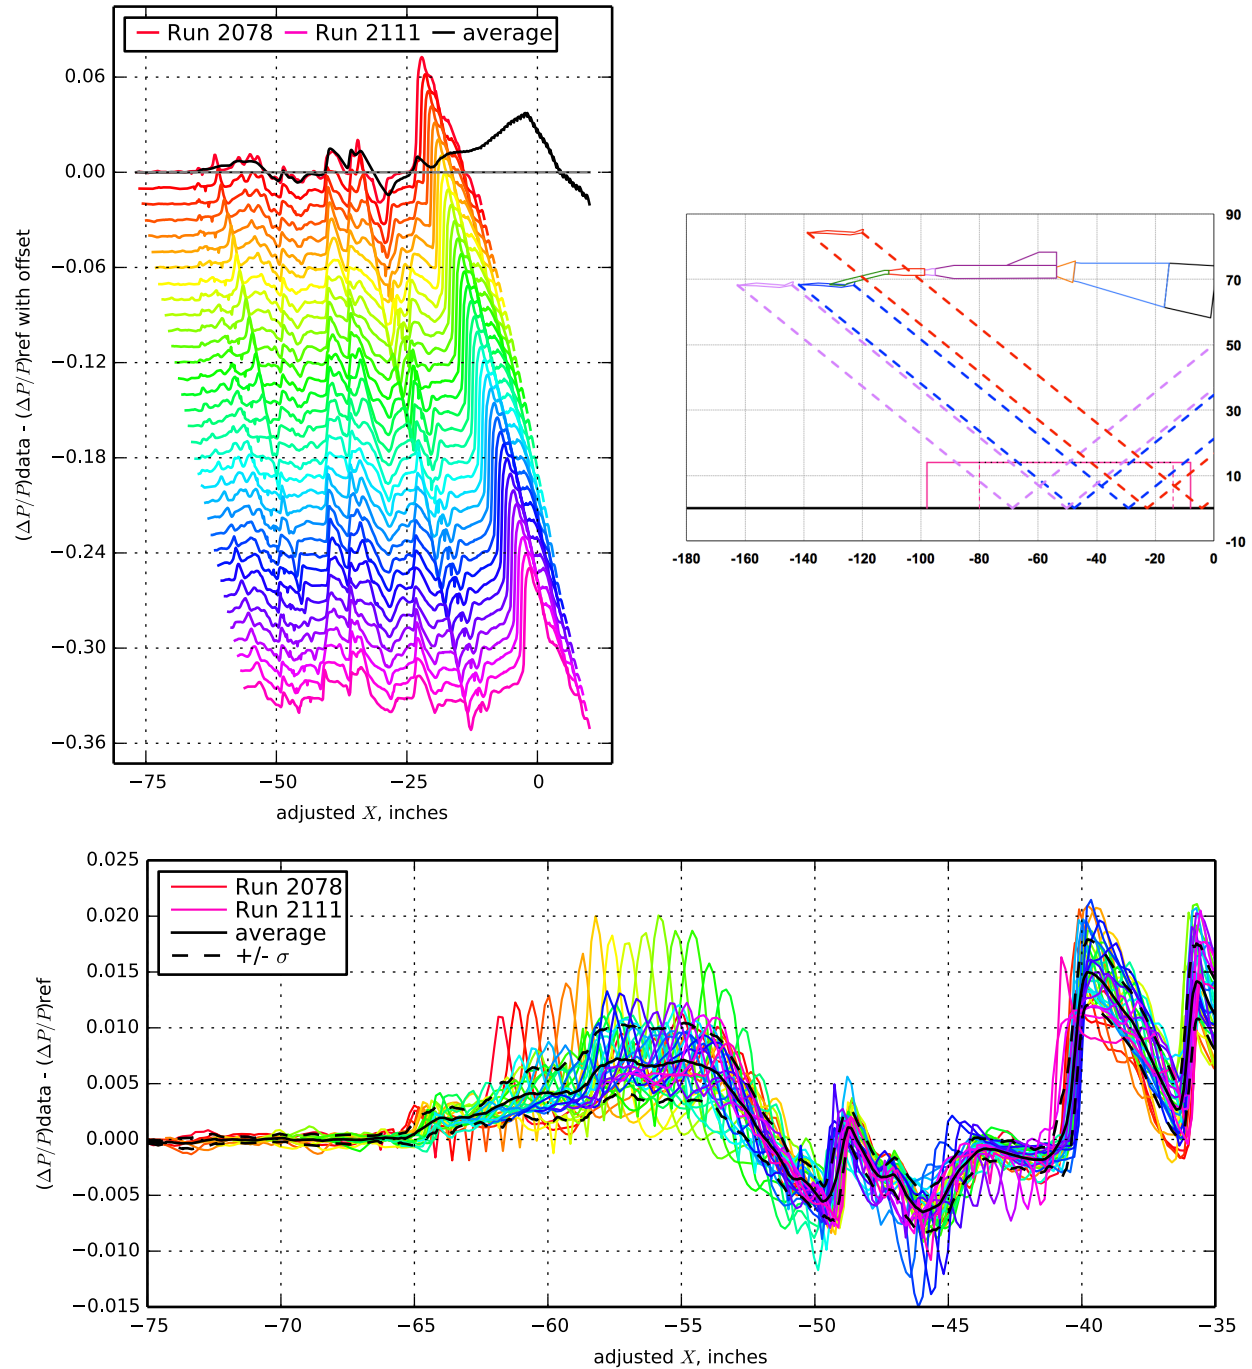 Run 2078 Run 2111 average
0.06
0.00
−0.06
−0.12
−0.18
−0.24
−0.30
−0.36
(ΔP/P)data - (ΔP/P)ref with offset
−75 −50 −25 0
adjusted X, inches
90
70
50
30
10
-10
-180 -160 -140 -120 -100 -80 -60 -40 -20 0
0.025
0.020
0.015
0.010
0.005
0.000
−0.005
−0.010
−0.015
(ΔP/P)data - (ΔP/P)ref
Run 2078
Run 2111
average
+/- σ
−75 −70 −65 −60 −55 −50 −45 −40 −35
adjusted X, inches